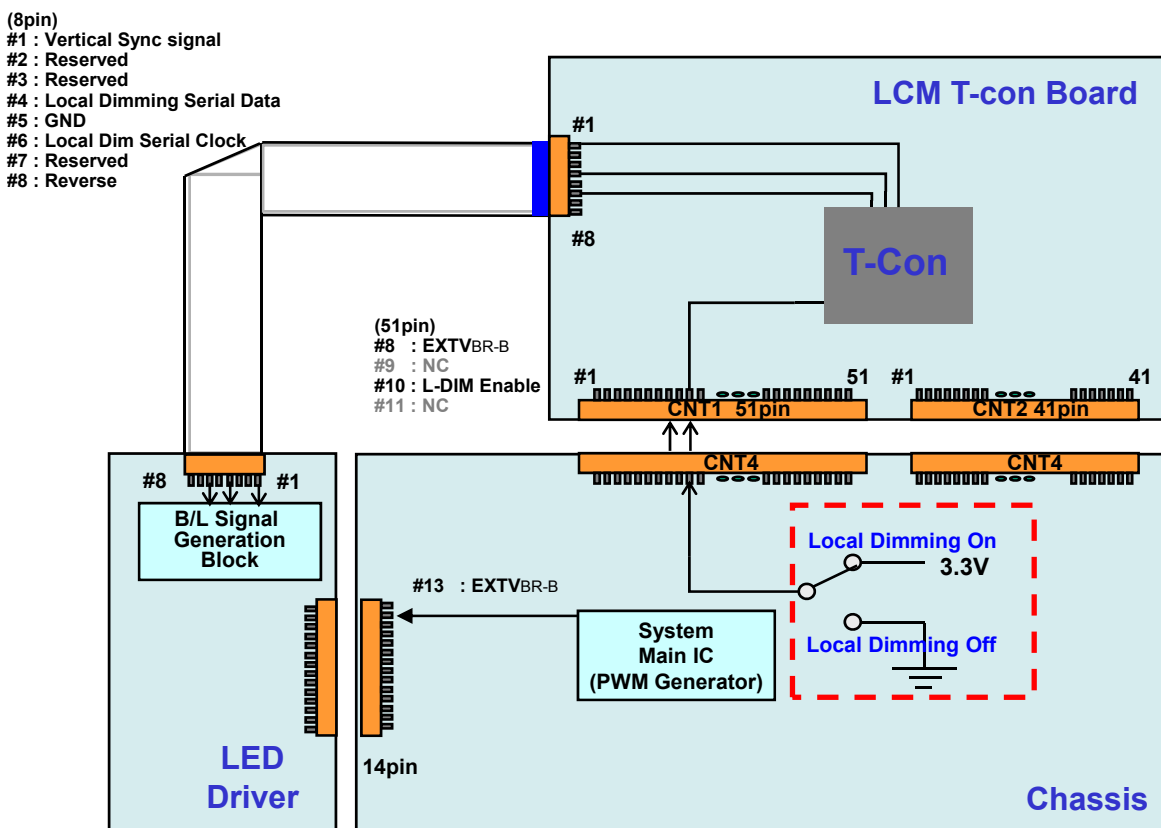 (8pin)
#1 : Vertical Sync signal
#2 : Reserved
#3 : Reserved
#4 : Local Dimming Serial Data
#5 : GND
#6 : Local Dim Serial Clock
#7 : Reserved
#8 : Reverse
LCM T-con Board
#1
#8
T-Con
(51pin)
#8 : EXTVBR-B
#9 : NC
#10 : L-DIM Enable
#11 : NC
#1 51 #1 41
CNT1 51pin CNT2 41pin
CNT4 CNT4
#8 #1
B/L Signal
Generation
Block
Local Dimming On
3.3V
#13 : EXTVBR-B
System
Main IC
(PWM Generator)
Local Dimming Off
LED
Driver
14pin
Chassis